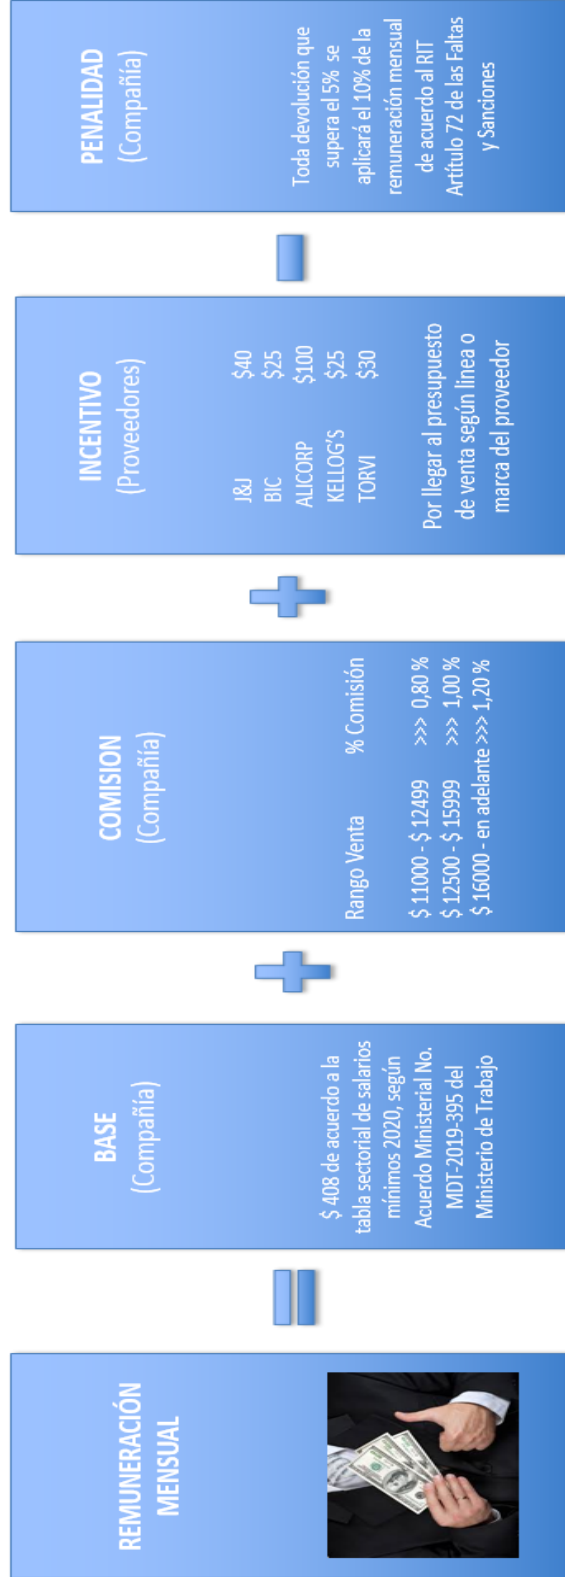 REMUNERACIÓN
MENSUAL
BASE
(Compañía)
$ 408 de acuerdo a la
tabla sectorial de salarios
mínimos 2020, según
Acuerdo Ministerial No.
MDT-2019-395 del
Ministerio de Trabajo
COMISION
(Compañía)
Rango Venta % Comisión
$ 11000 - $ 12499 >>> 0,80 %
$ 12500 - $ 15999 >>> 1,00 %
$ 16000 - en adelante >>> 1,20 %
INCENTIVO
(Proveedores)
J&J $40
BIC $25
ALICORP $100
KELLOG'S $25
TORVI $30
Por llegar al presupuesto
de venta según linea o
marca del proveedor
PENALIDAD
(Compañía)
Toda devolución que
supera el 5% se
aplicará el 10% de la
remuneración mensual
de acuerdo al RIT
Artítulo 72 de las Faltas
y Sanciones